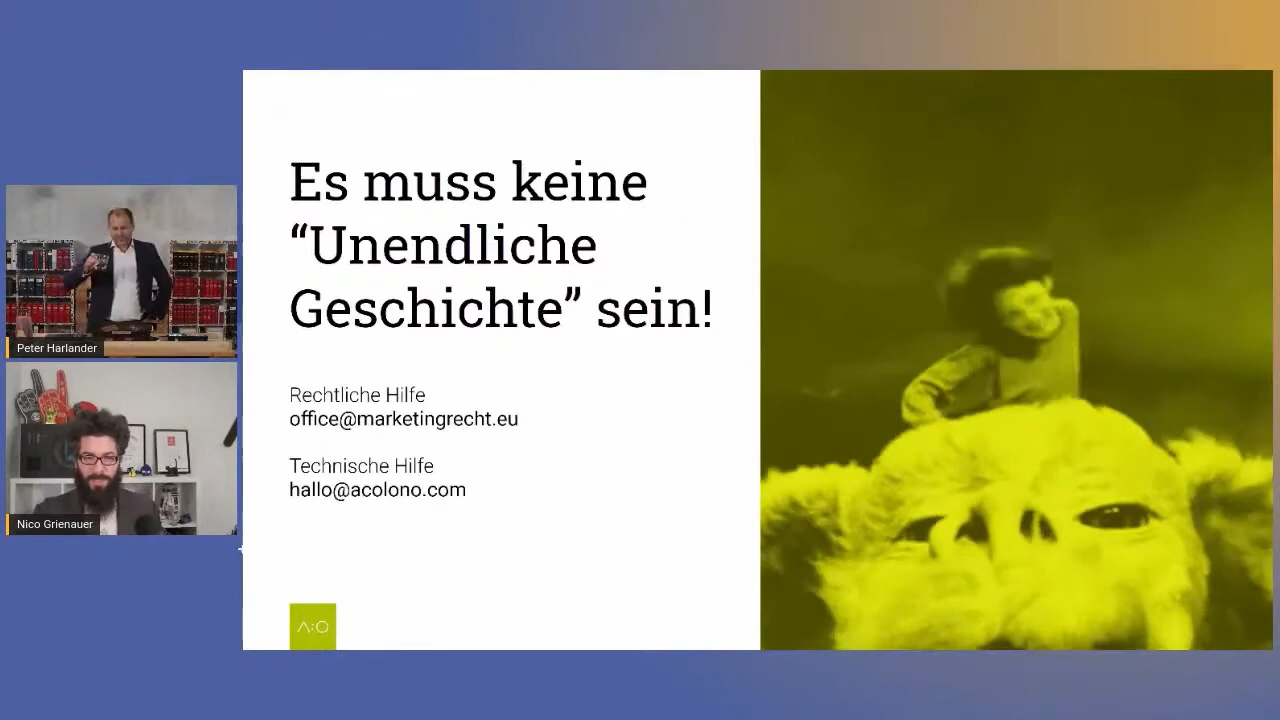 Es muss keine
“Unendliche
Geschichte” sein!
Rechtliche Hilfe
office@marketingrecht.eu
Technische Hilfe
hallo@acolono.com
Λ:O
Peter Harlander
Nico Grienauer